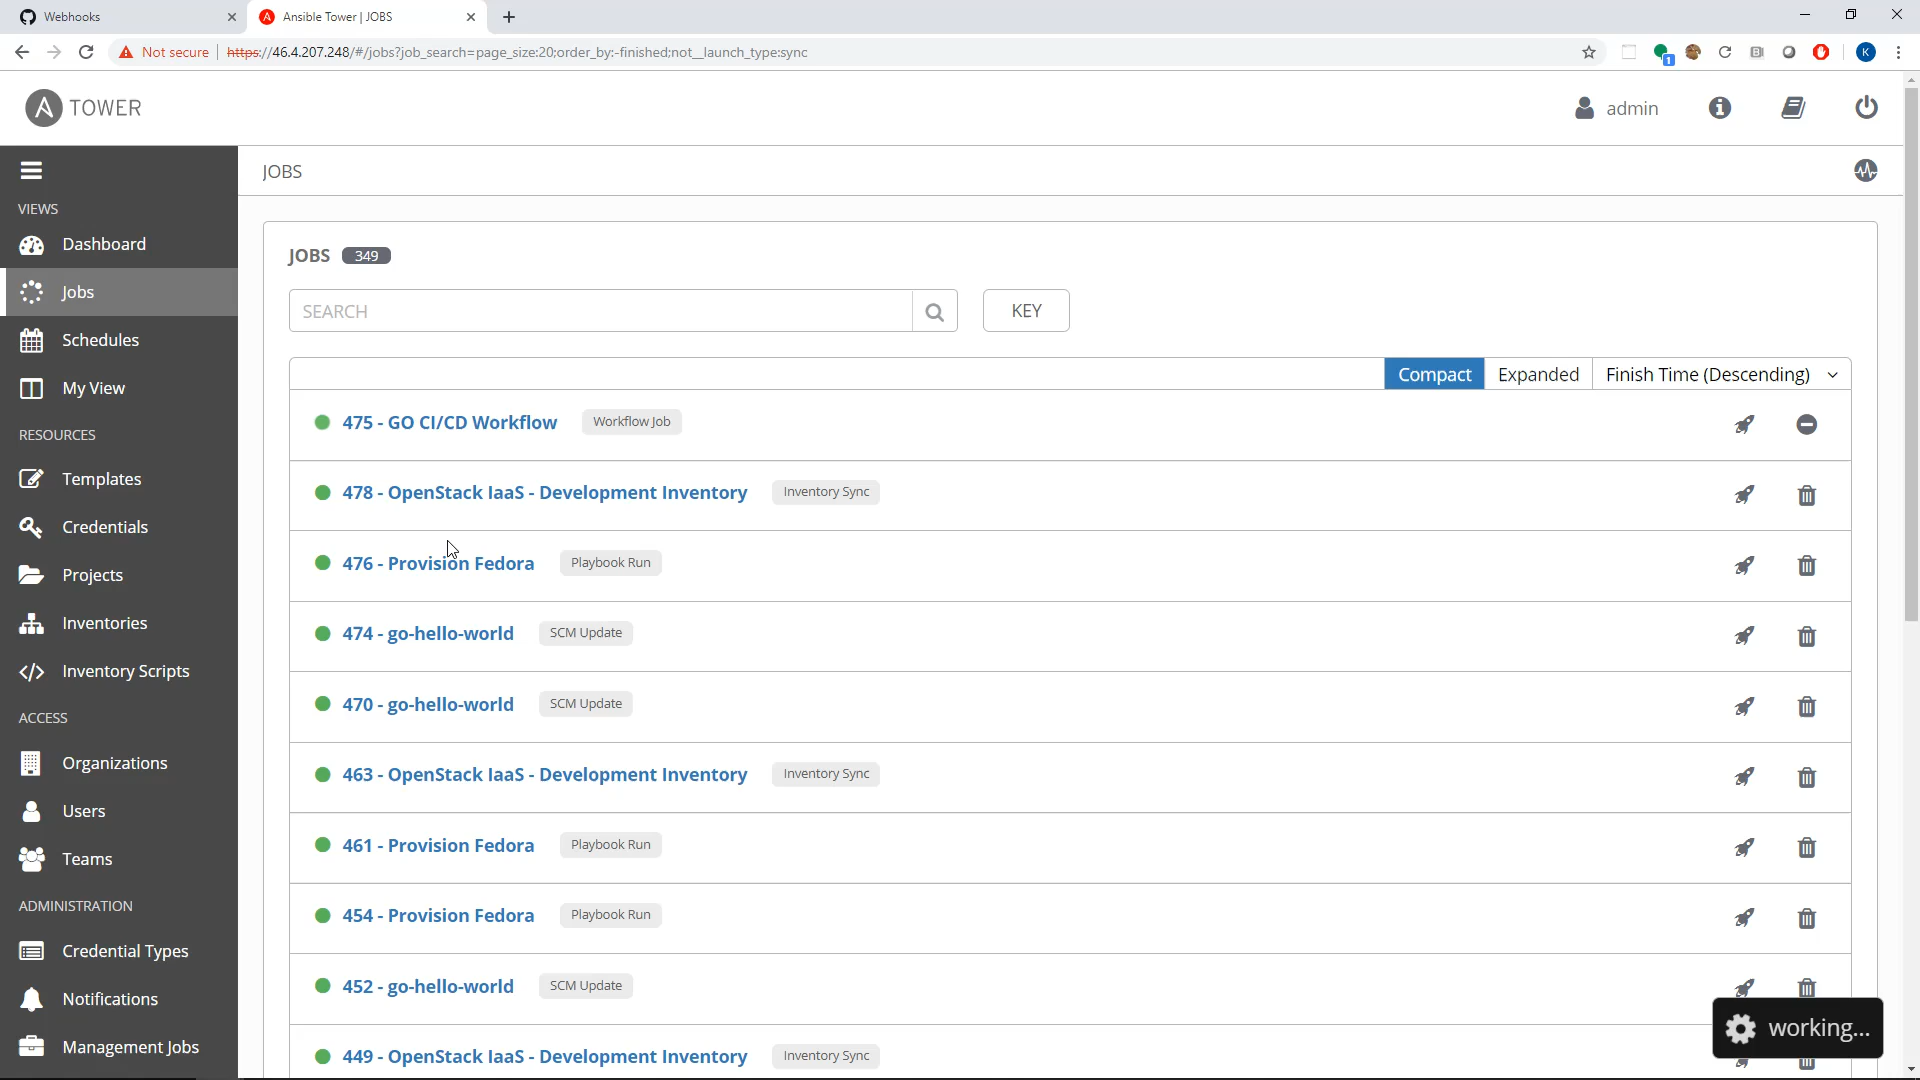 Webhooks
Ansible Tower | JOBS
Not secure
https://46.4.207.248/#/jobs?job_search=page_size:20;order_by:-finished;not__launch_type:sync
1
K
TOWER
admin
JOBS
VIEWS
Dashboard
Jobs
Schedules
My View
RESOURCES
Templates
Credentials
Projects
Inventories
Inventory Scripts
ACCESS
Organizations
Users
Teams
ADMINISTRATION
Credential Types
Notifications
Management Jobs
JOBS 349
SEARCH
KEY
Compact Expanded Finish Time (Descending)
475 - GO CI/CD Workflow Workflow Job
478 - OpenStack IaaS - Development Inventory Inventory Sync
476 - Provision Fedora Playbook Run
474 - go-hello-world SCM Update
470 - go-hello-world SCM Update
463 - OpenStack IaaS - Development Inventory Inventory Sync
461 - Provision Fedora Playbook Run
454 - Provision Fedora Playbook Run
452 - go-hello-world SCM Update
449 - OpenStack IaaS - Development Inventory Inventory Sync
working...